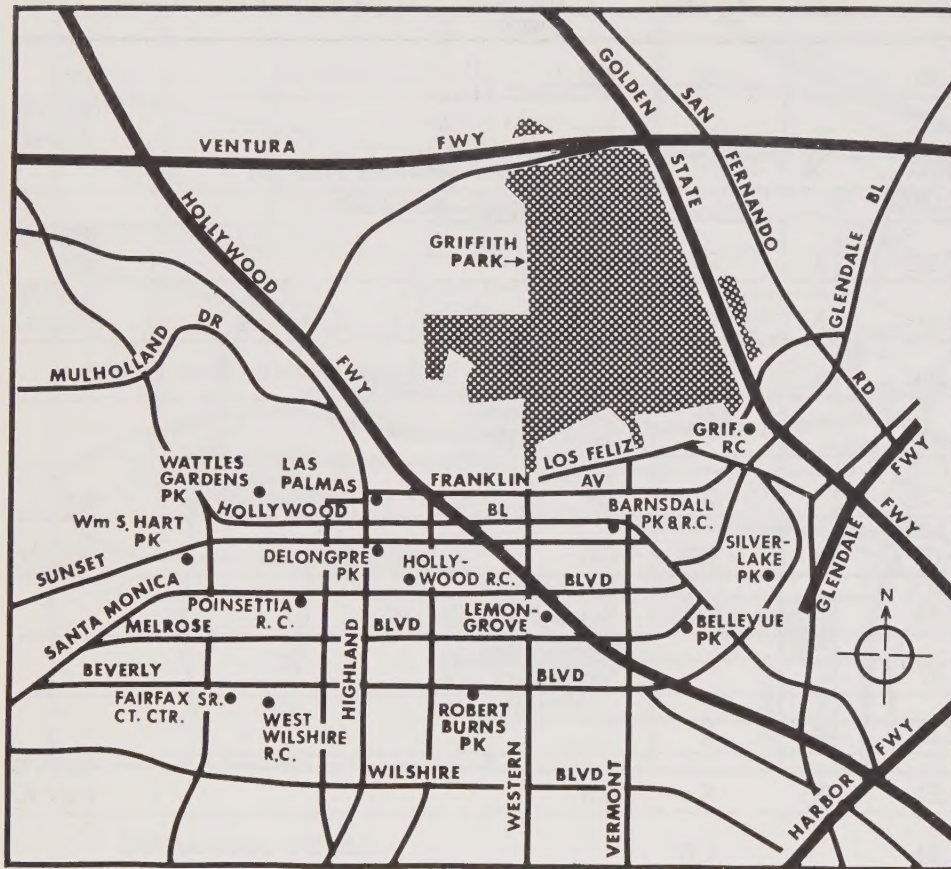 GOLDEN
STATE
FWY
SAN
FERNANDO
RD
VENTURA
FWY
HOLLYWOOD
FWY
GRIFFITH
PARK→
GLENDALE
BL
MULHOLLAND
DR
GRIF.
RC
LOS FELIZ
WATTLES
GARDENS
PK
LAS
PALMAS
FRANKLIN
AV
HOLLYWOOD
BL
BARNSDALL
PK & R.C.
Wm S. HART
PK
SUNSET
DELONGPRE
PK
HOLLY-
WOOD R.C.
BLVD
SILVER-
LAKE
PK
GLENDALE
FWY
N
SANTA MONICA
POINSETTIA
R. C.
LEMON-
GROVE
BELLEVUE
PK
MELROSE
BLVD
BEVERLY
BLVD
HIGHLAND
FAIRFAX SR.
CT. CTR.
WEST
WILSHIRE
R.C.
ROBERT
BURNS
PK
WESTERN
VERMONT
WILSHIRE
BLVD
HARBOR
FWY